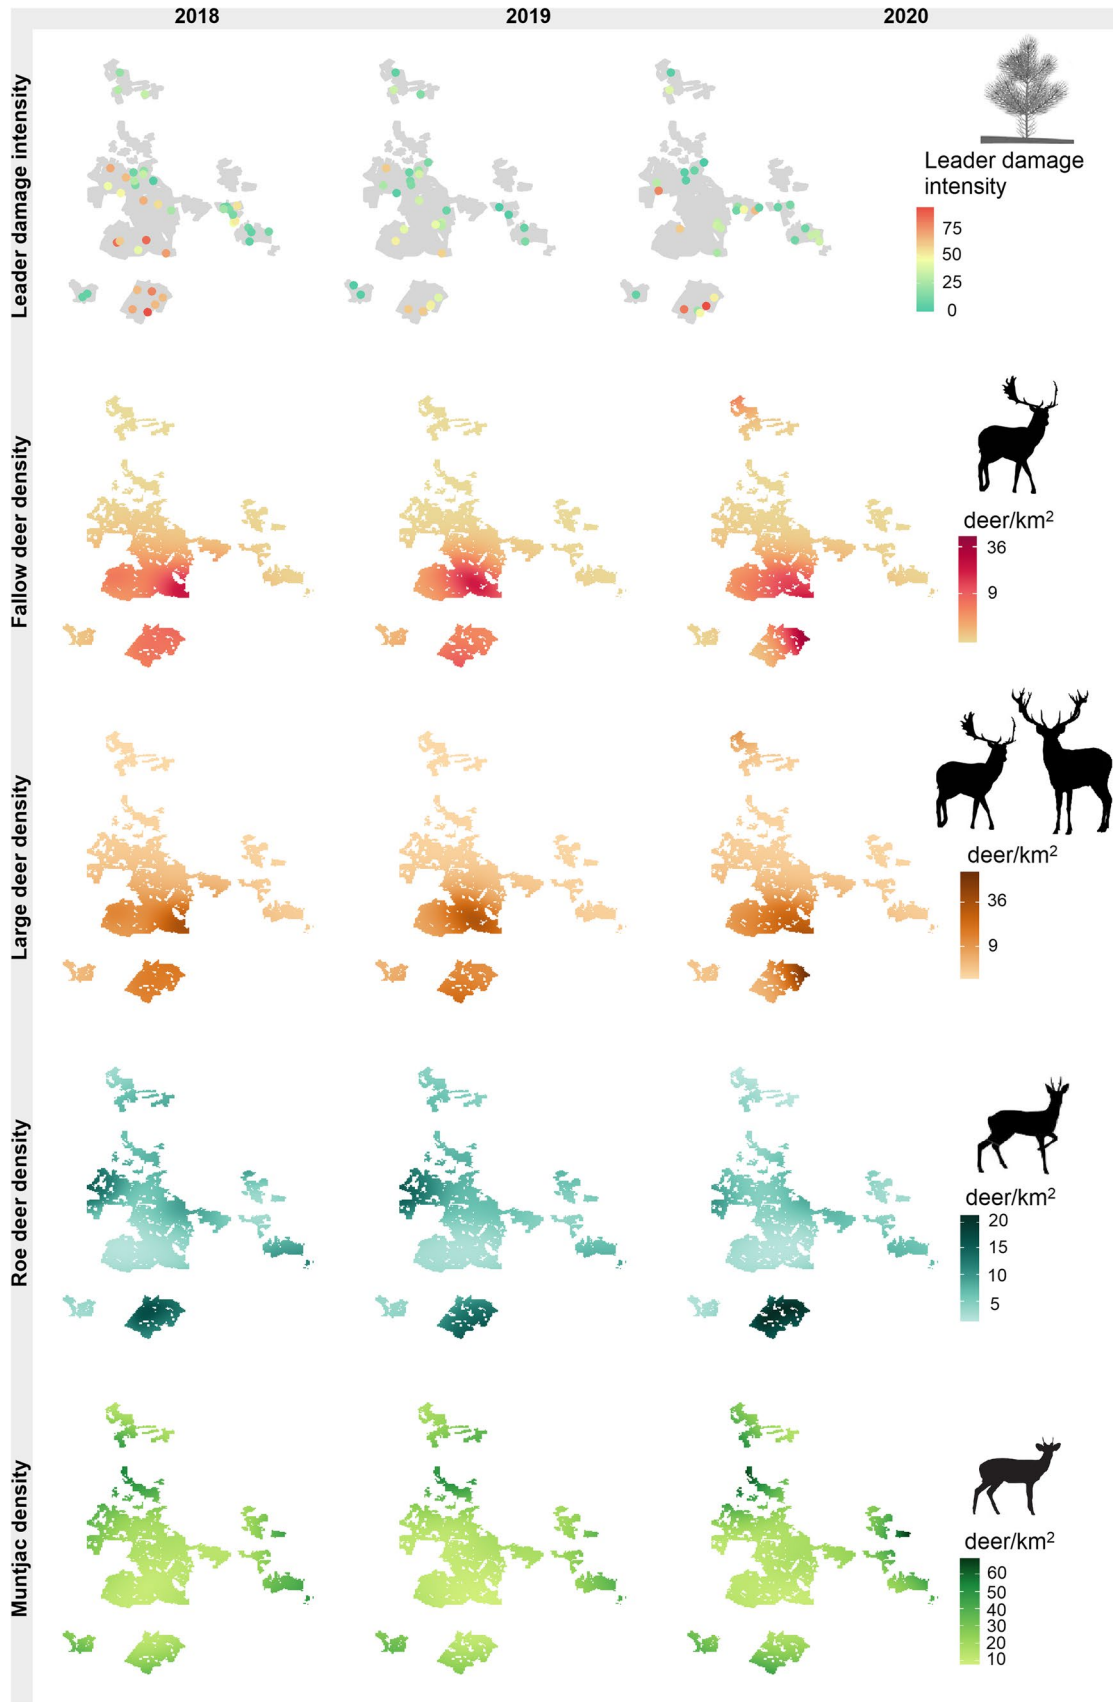 2018 2019 2020
Leader damage intensity
Leader damage
intensity
75
50
25
0
Fallow deer density
deer/km²
36
9
Large deer density
deer/km²
36
9
Roe deer density
deer/km²
20
15
10
5
Muntjac density
deer/km²
60
50
40
30
20
10